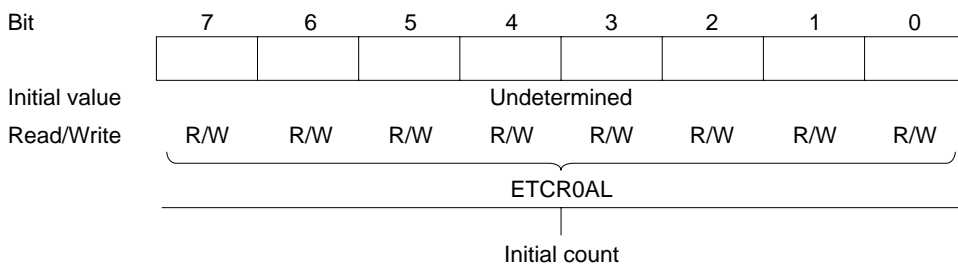 Bit 7 6 5 4 3 2 1 0
Initial value Undetermined
Read/Write R/W R/W R/W R/W R/W R/W R/W R/W
ETCR0AL
Initial count